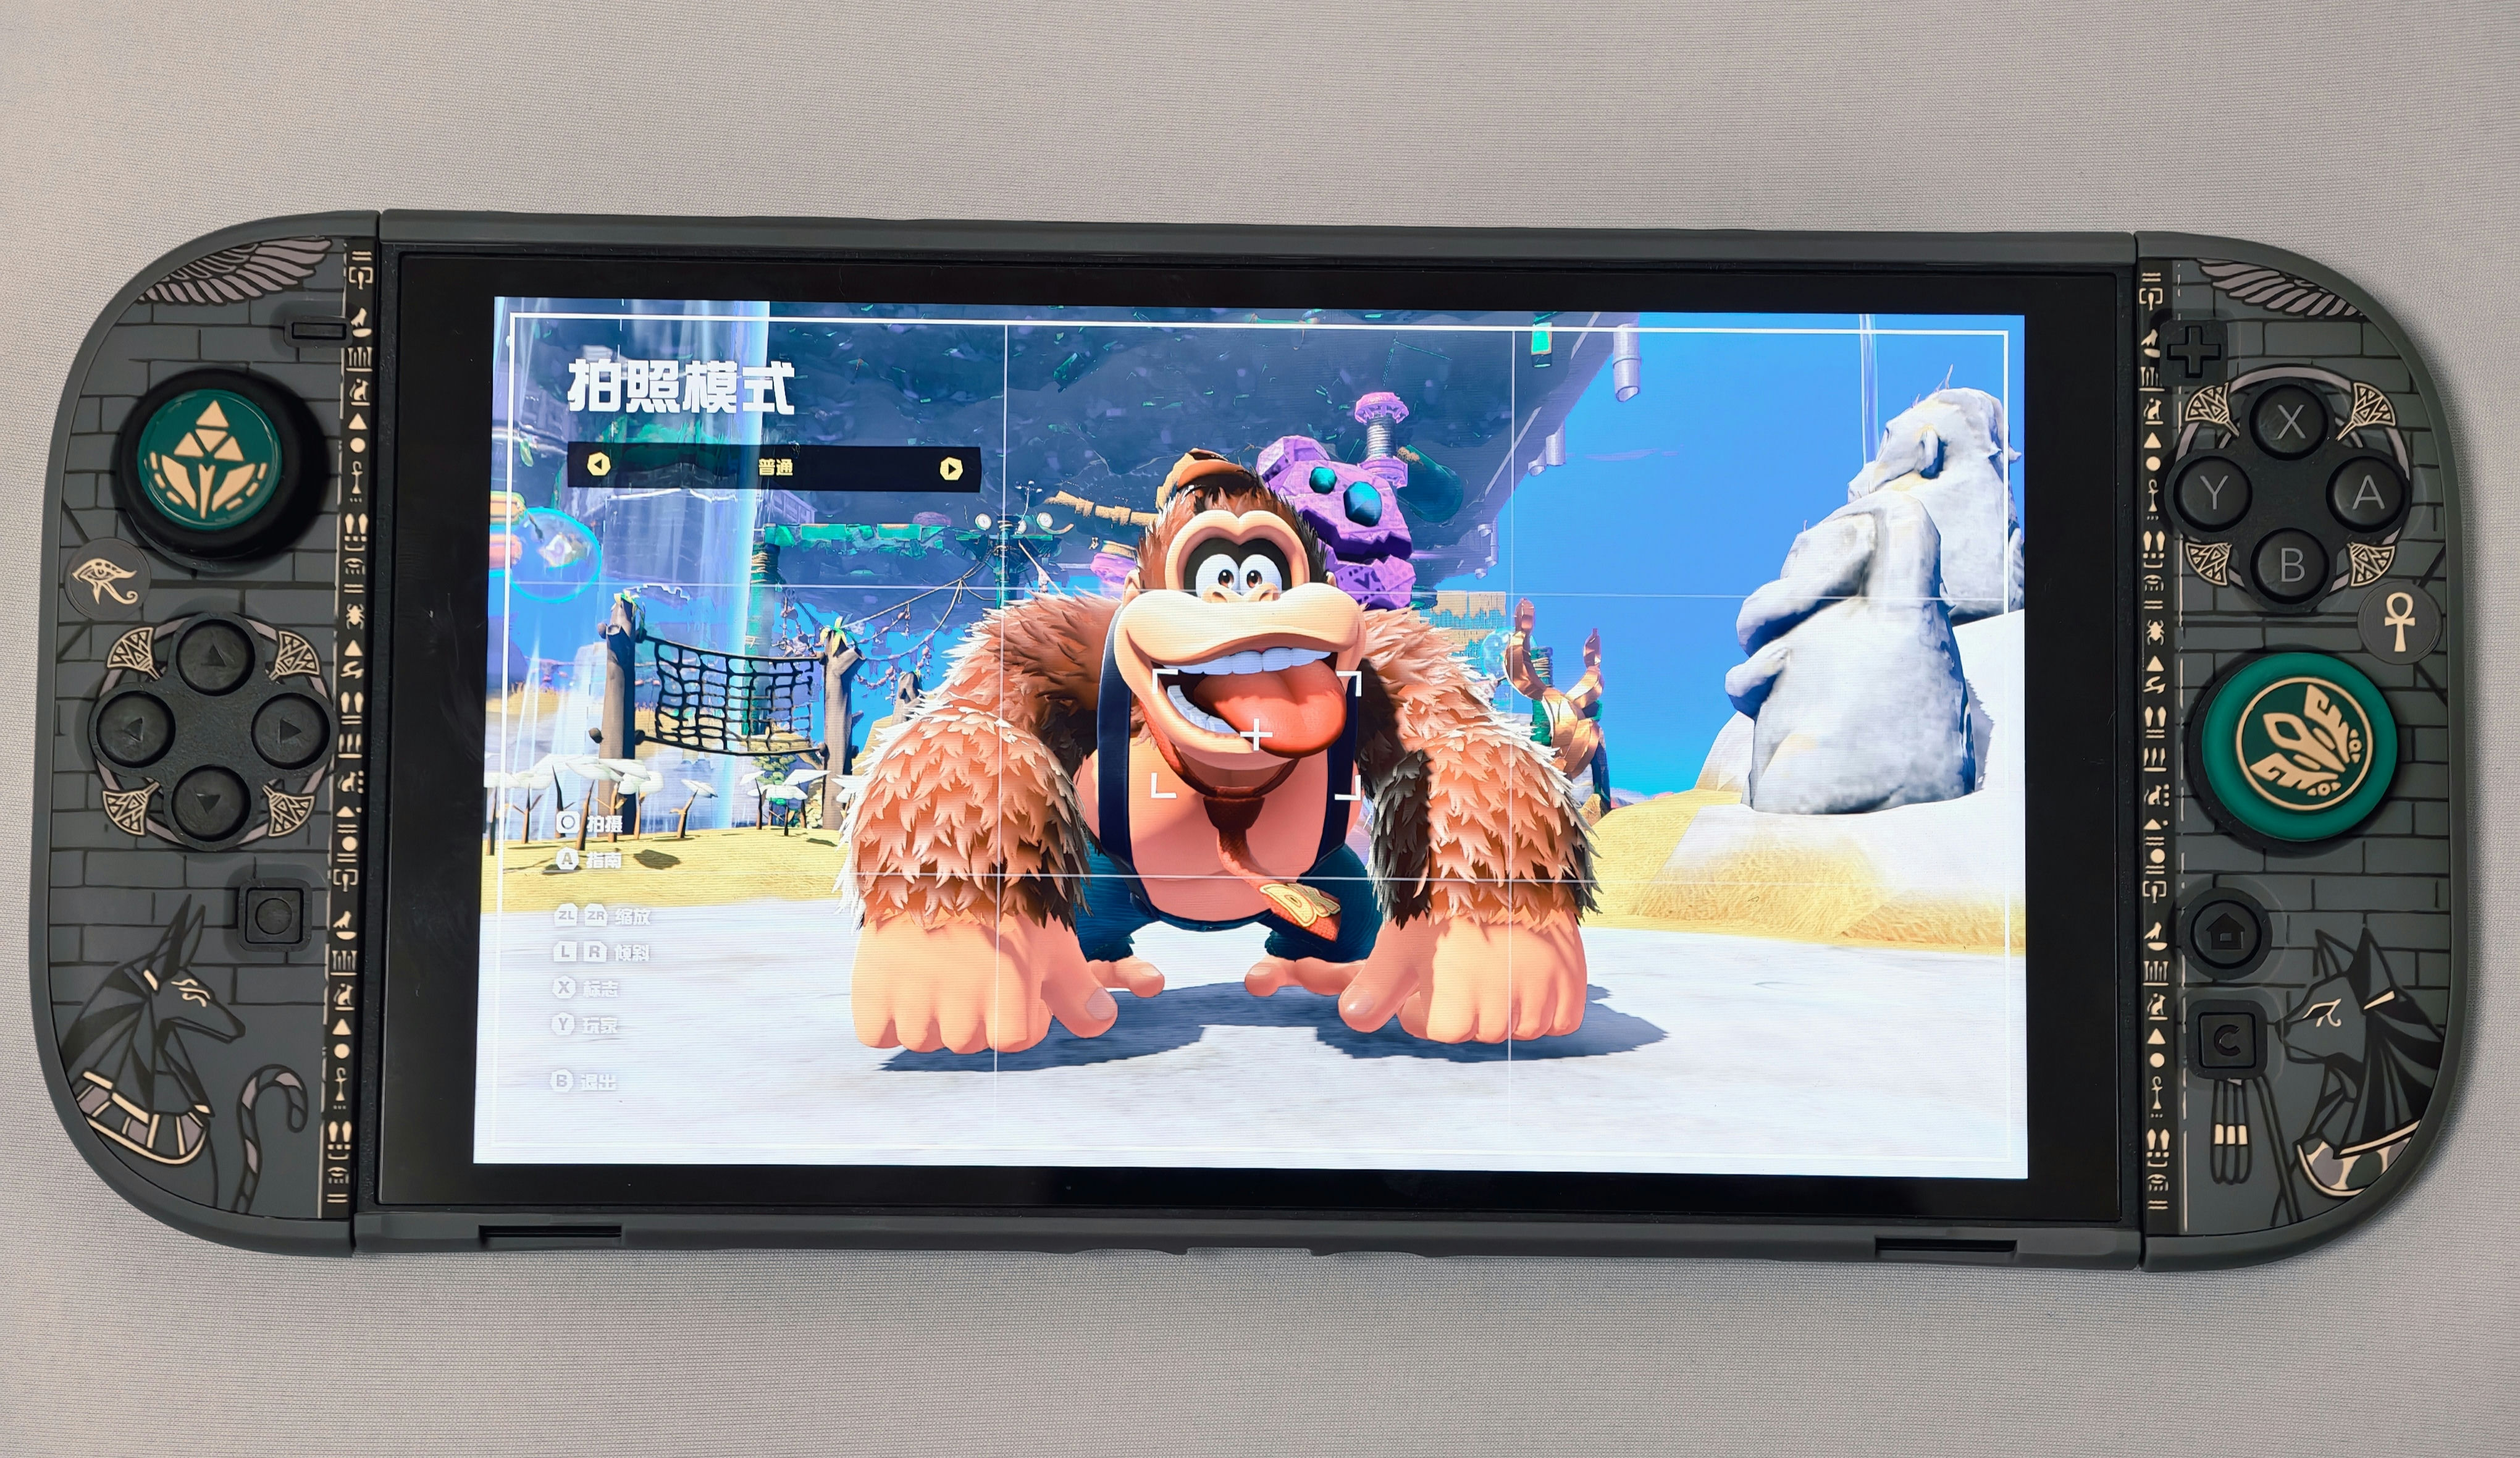 拍照模式
普通
拍摄
A 指南
ZL ZR 缩放
L R 倾斜
X 标志
Y 玩家
B 退出
DK
X
Y A
B
C